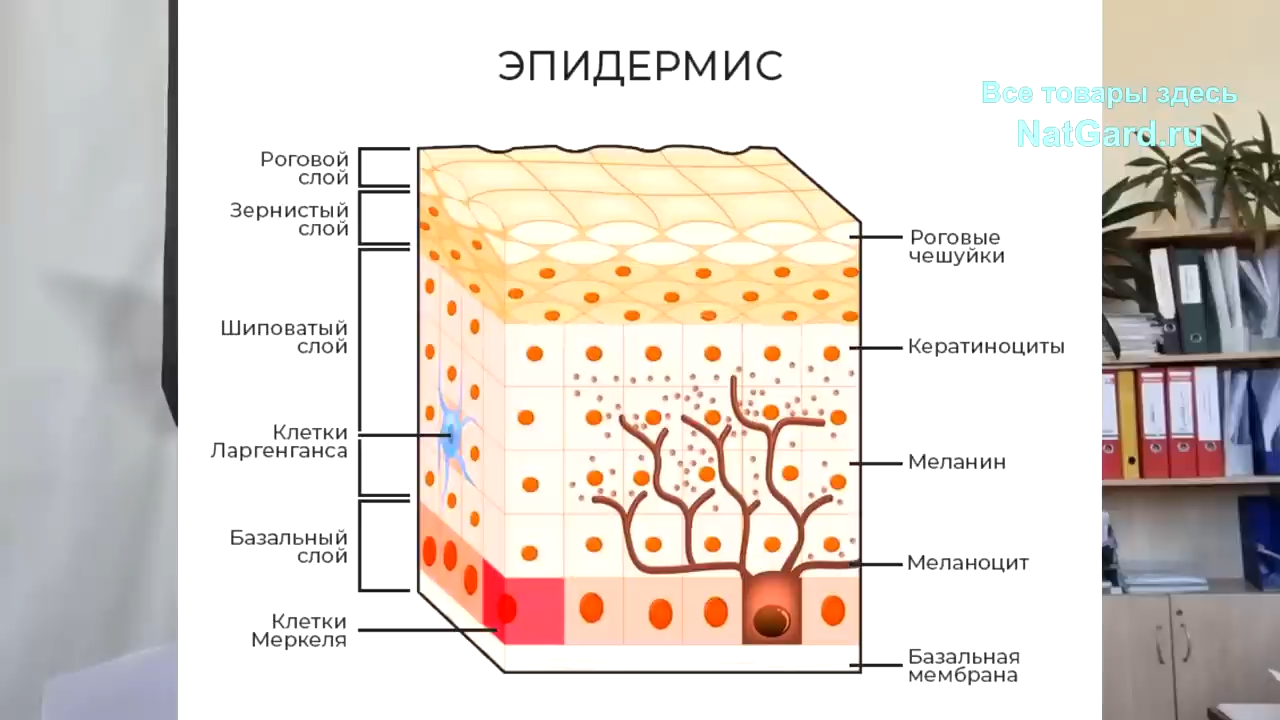 ЭПИДЕРМИС
Все товары здесь
NatGard.ru
Роговой
слой
Зернистый
слой
Шиповатый
слой
Клетки
Ларгенганса
Базальный
слой
Клетки
Меркеля
Роговые
чешуйки
Кератиноциты
Меланин
Меланоцит
Базальная
мембрана